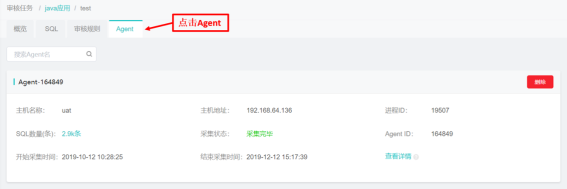 审核任务 / java应用 / test
概览 SQL 审核规则 Agent
点击Agent
搜索Agent名
Agent-164849 删除
主机名称: uat 主机地址: 192.168.64.136 进程ID: 19507
SQL数量(条): 2.9k条 采集状态: 采集完毕 Agent ID: 164849
开始采集时间: 2019-10-12 10:28:25 结束采集时间: 2019-12-12 15:17:39 查看详情